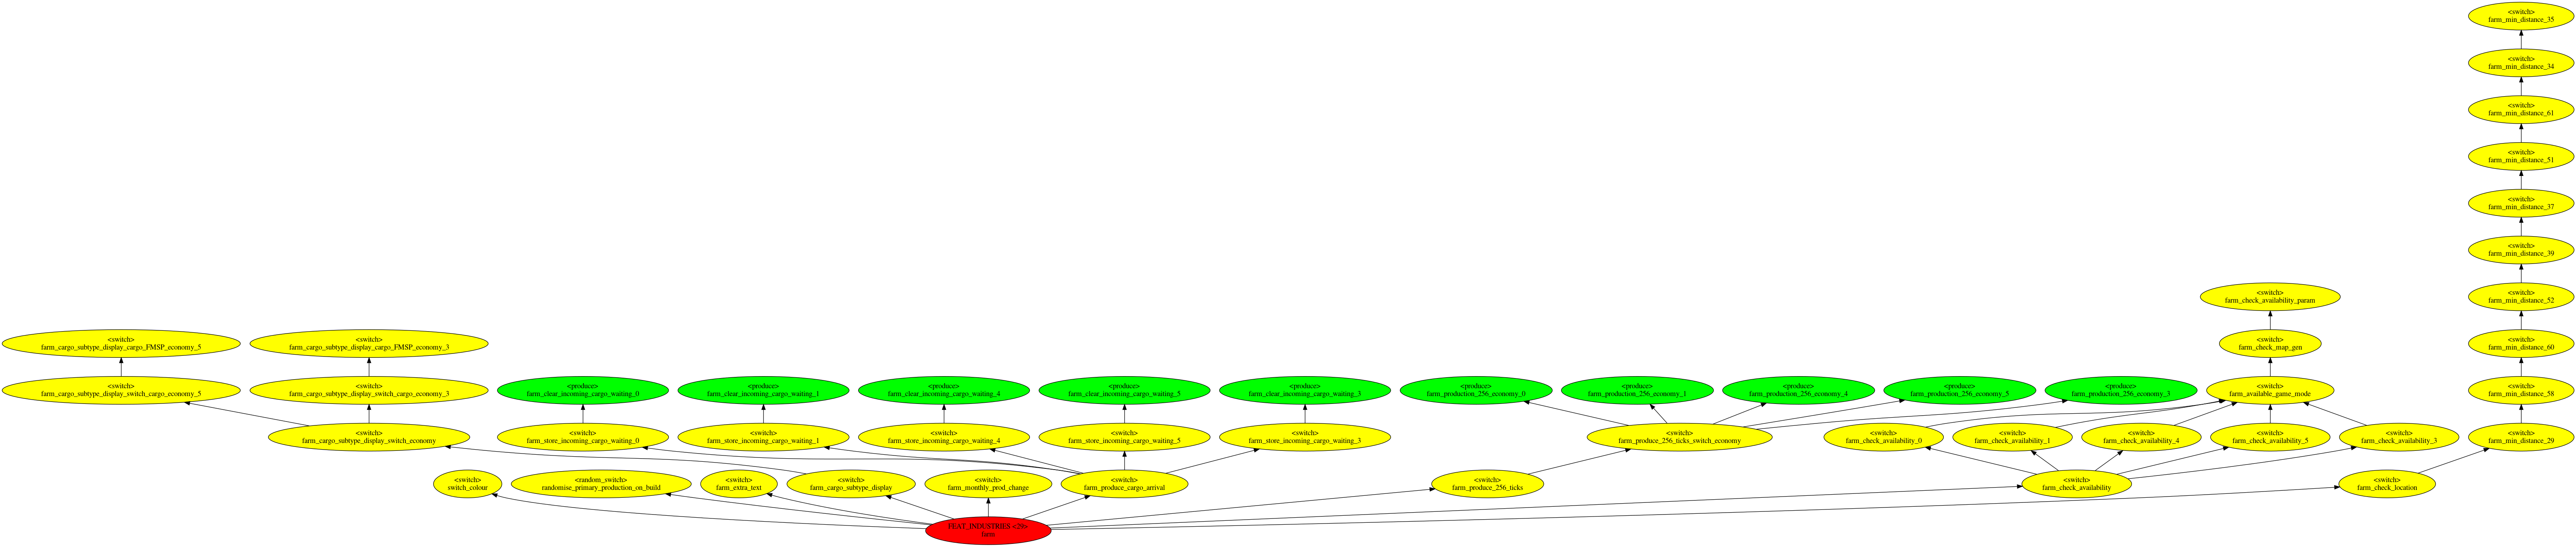 <switch>
farm_min_distance_35
<switch>
farm_min_distance_34
<switch>
farm_min_distance_61
<switch>
farm_min_distance_51
<switch>
farm_min_distance_37
<switch>
farm_min_distance_39
<switch>
farm_check_availability_param
<switch>
farm_min_distance_52
<switch>
farm_cargo_subtype_display_cargo_FMSP_economy_5
<switch>
farm_cargo_subtype_display_cargo_FMSP_economy_3
<switch>
farm_check_map_gen
<switch>
farm_min_distance_60
<switch>
farm_cargo_subtype_display_switch_cargo_economy_5
<switch>
farm_cargo_subtype_display_switch_cargo_economy_3
<produce>
farm_clear_incoming_cargo_waiting_0
<produce>
farm_clear_incoming_cargo_waiting_1
<produce>
farm_clear_incoming_cargo_waiting_4
<produce>
farm_clear_incoming_cargo_waiting_5
<produce>
farm_clear_incoming_cargo_waiting_3
<produce>
farm_production_256_economy_0
<produce>
farm_production_256_economy_1
<produce>
farm_production_256_economy_4
<produce>
farm_production_256_economy_5
<produce>
farm_production_256_economy_3
<switch>
farm_available_game_mode
<switch>
farm_min_distance_58
<switch>
farm_cargo_subtype_display_switch_economy
<switch>
farm_store_incoming_cargo_waiting_0
<switch>
farm_store_incoming_cargo_waiting_1
<switch>
farm_store_incoming_cargo_waiting_4
<switch>
farm_store_incoming_cargo_waiting_5
<switch>
farm_store_incoming_cargo_waiting_3
<switch>
farm_produce_256_ticks_switch_economy
<switch>
farm_check_availability_0
<switch>
farm_check_availability_1
<switch>
farm_check_availability_4
<switch>
farm_check_availability_5
<switch>
farm_check_availability_3
<switch>
farm_min_distance_29
<switch>
switch_colour
<random_switch>
randomise_primary_production_on_build
<switch>
farm_extra_text
<switch>
farm_cargo_subtype_display
<switch>
farm_monthly_prod_change
<switch>
farm_produce_cargo_arrival
<switch>
farm_produce_256_ticks
<switch>
farm_check_availability
<switch>
farm_check_location
FEAT_INDUSTRIES <29>
farm